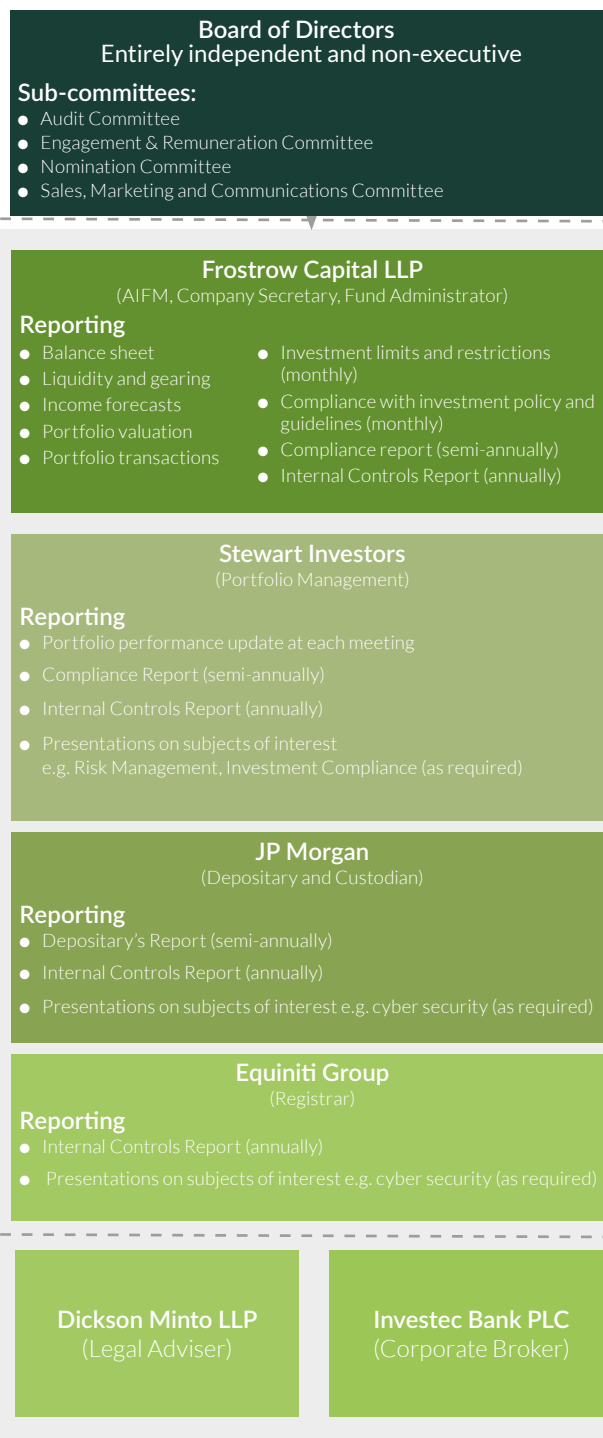 Board of Directors
Entirely independent and non-executive
Sub-committees:
● Audit Committee
● Engagement & Remuneration Committee
● Nomination Committee
● Sales, Marketing and Communications Committee
Frostrow Capital LLP
(AIFM, Company Secretary, Fund Administrator)
Reporting
● Balance sheet
● Liquidity and gearing
● Income forecasts
● Portfolio valuation
● Portfolio transactions
● Investment limits and restrictions
(monthly)
● Compliance with investment policy and
guidelines (monthly)
● Compliance report (semi-annually)
● Internal Controls Report (annually)
Stewart Investors
(Portfolio Management)
Reporting
● Portfolio performance update at each meeting
● Compliance Report (semi-annually)
● Internal Controls Report (annually)
● Presentations on subjects of interest
e.g. Risk Management, Investment Compliance (as required)
JP Morgan
(Depositary and Custodian)
Reporting
● Depositary’s Report (semi-annually)
● Internal Controls Report (annually)
● Presentations on subjects of interest e.g. cyber security (as required)
Equiniti Group
(Registrar)
Reporting
● Internal Controls Report (annually)
● Presentations on subjects of interest e.g. cyber security (as required)
Dickson Minto LLP
(Legal Adviser)
Investec Bank PLC
(Corporate Broker)